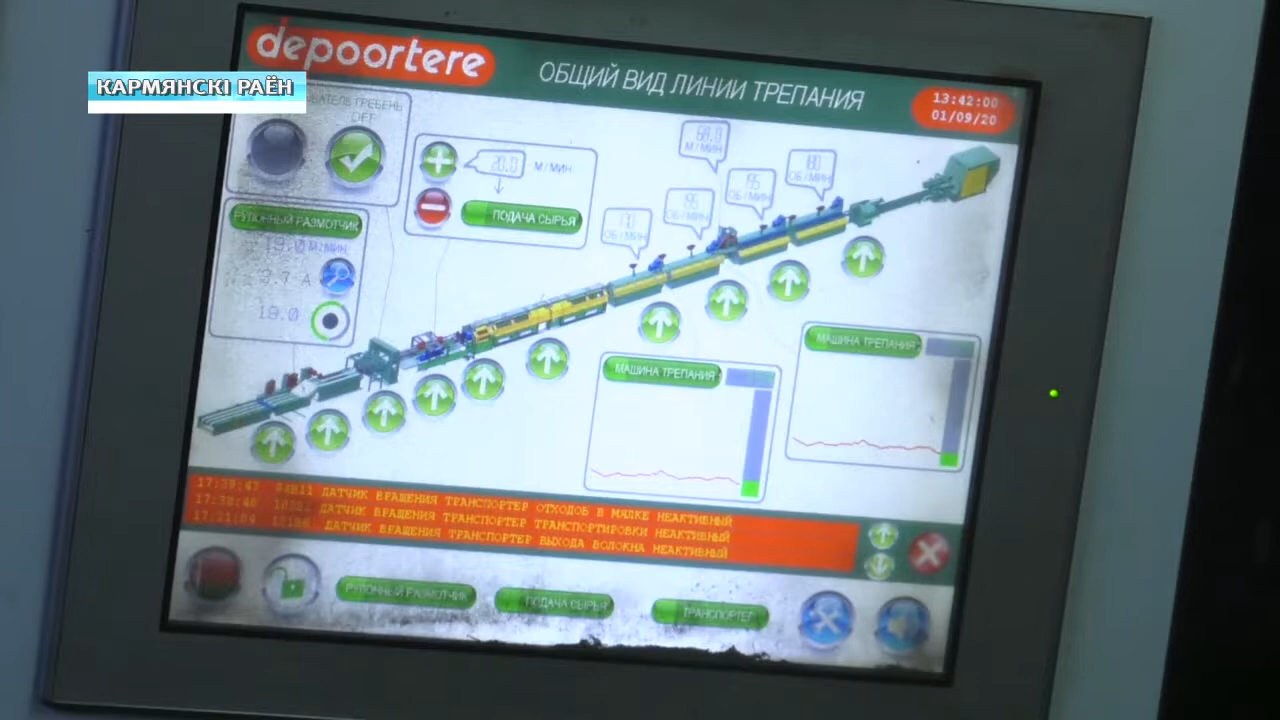 depoortere
ОБЩИЙ ВИД ЛИНИИ ТРЕПАНИЯ
13:42:00
01/09/20
КАРМЯНСКІ РАЁН
ГРЕБЕНЬ
OFF
20.0 М/МИН
ПОДАЧА СЫРЬЯ
РУЛОННЫЙ РАЗМОТЧИК
19.0 М/МИН
3.7 А
19.0
М/МИН
170
ОБ/МИН
195
ОБ/МИН
195
ОБ/МИН
ОБ/МИН
МАШИНА ТРЕПАНИЯ
МАШИНА ТРЕПАНИЯ
ДАТЧИК ВРАЩЕНИЯ ТРАНСПОРТЕР ОТХОДОВ В МЯЛКЕ НЕАКТИВНЫЙ
ДАТЧИК ВРАЩЕНИЯ ТРАНСПОРТЕР ТРАНСПОРТИРОВКИ НЕАКТИВНЫЙ
ДАТЧИК ВРАЩЕНИЯ ТРАНСПОРТЕР ВЫХОДА ВОЛОКНА НЕАКТИВНЫЙ
РУЛОННЫЙ РАЗМОТЧИК
ПОДАЧА СЫРЬЯ
ТРАНСПОРТЕР